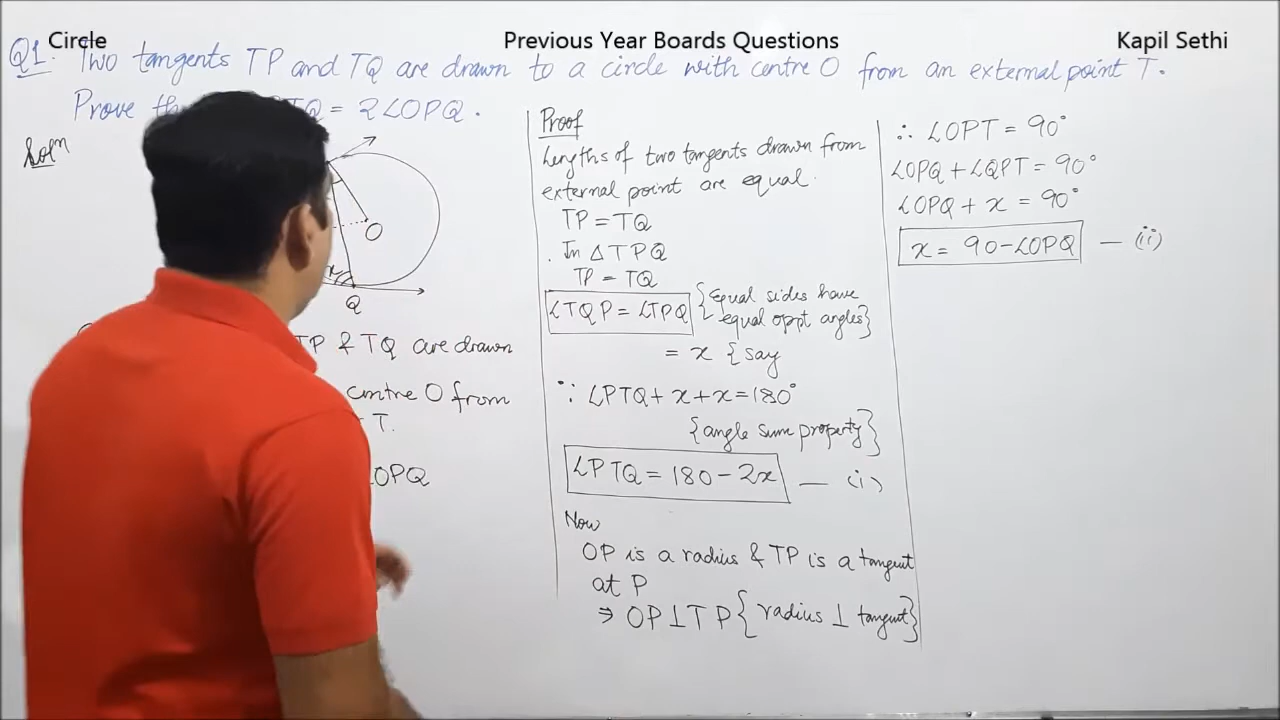 Circle
Previous Year Boards Questions
Kapil Sethi
Q1. Two tangents TP and TQ are drawn to a circle with centre O from an external point T.
Prove TQ = 2∠OPQ.
Soln
O
x
Q
TP & TQ are drawn
centre O from
T.
∠OPQ
Proof
Lengths of two tangents drawn from
external point are equal.
TP = TQ
In △TPQ
TP = TQ
∠TQP = ∠TPQ {Equal sides have
equal oppt angles}
= x {say
∵ ∠PTQ + x + x = 180°
{angle sum property}
∠PTQ = 180 - 2x — (i)
Now
OP is a radius & TP is a tangent
at P
⇒ OP ⊥ TP {radius ⊥ tangent}
∴ ∠OPT = 90°
∠OPQ + ∠QPT = 90°
∠OPQ + x = 90°
x = 90 - ∠OPQ — (ii)